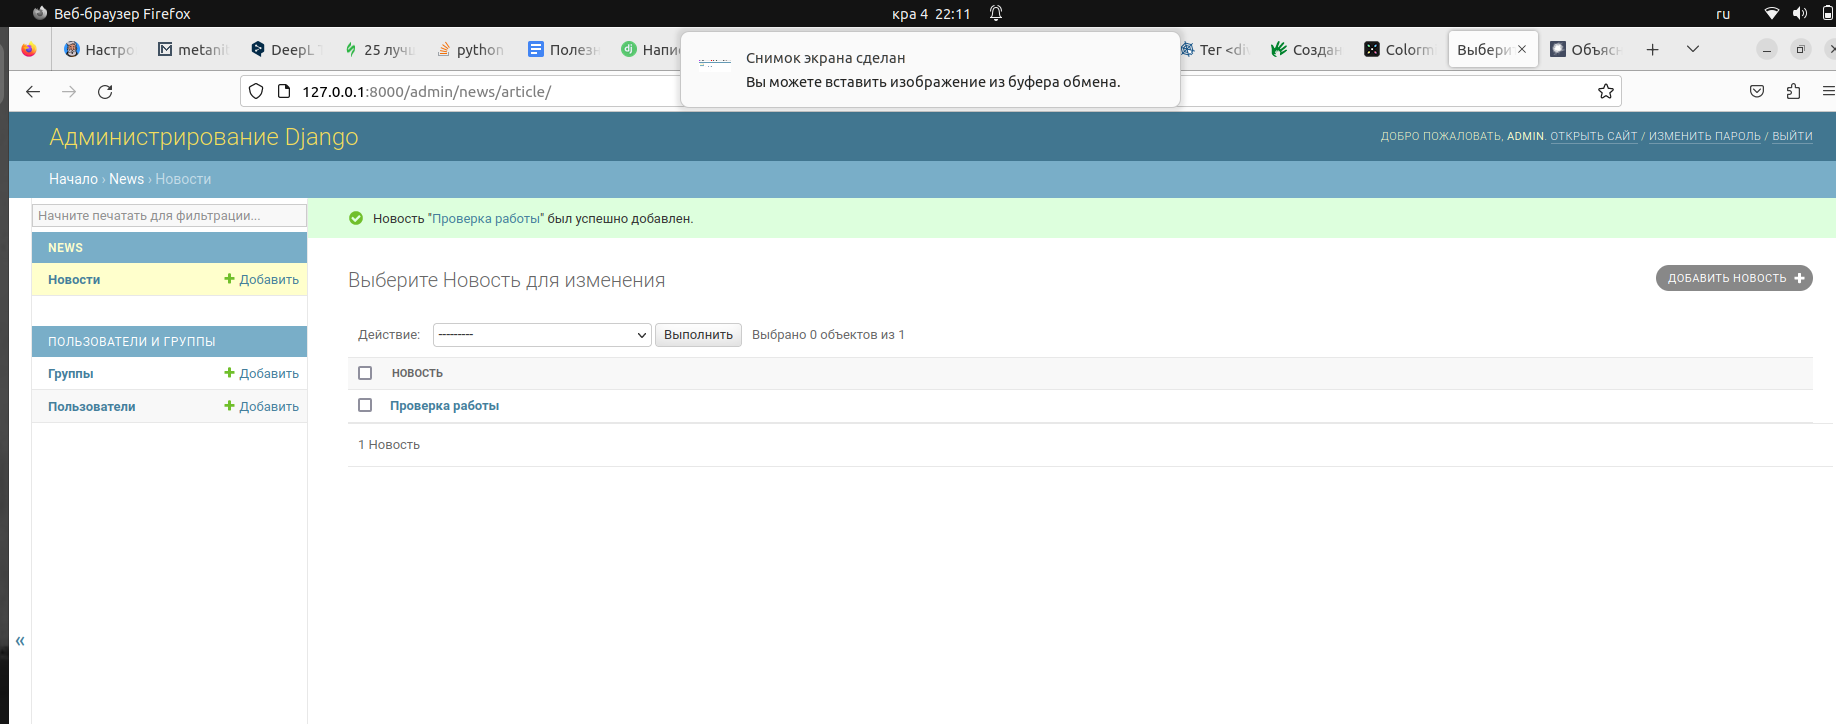 Веб-браузер Firefox
кра 4 22:11
ru
Настро
metanit
DeepL T
25 лучш
python
Полезн
Напис
Тег <div
Создан
Colorm
Выбери
Объясн
Снимок экрана сделан
Вы можете вставить изображение из буфера обмена.
127.0.0.1:8000/admin/news/article/
Администрирование Django
ДОБРО ПОЖАЛОВАТЬ, ADMIN. ОТКРЫТЬ САЙТ / ИЗМЕНИТЬ ПАРОЛЬ / ВЫЙТИ
Начало › News › Новости
Начните печатать для фильтрации...
NEWS
Новости + Добавить
ПОЛЬЗОВАТЕЛИ И ГРУППЫ
Группы + Добавить
Пользователи + Добавить
«
Новость "Проверка работы" был успешно добавлен.
Выберите Новость для изменения
ДОБАВИТЬ НОВОСТЬ +
Действие: --------- Выполнить Выбрано 0 объектов из 1
НОВОСТЬ
Проверка работы
1 Новость